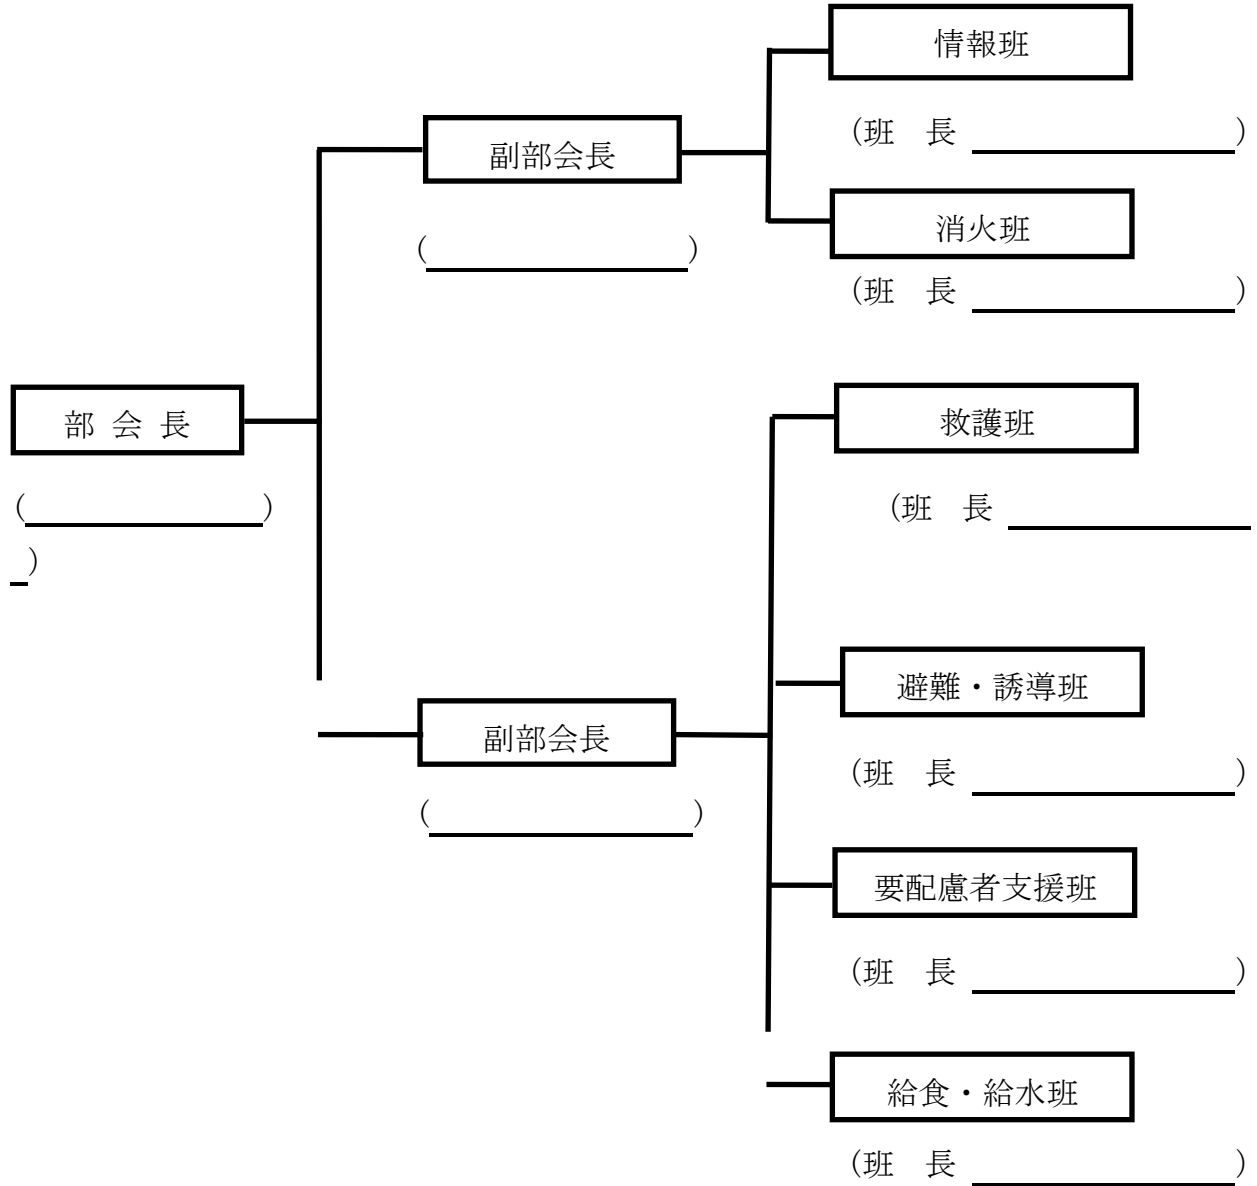 情報班
(班　長　　　　　　　　)
副部会長
(　　　　　　　　)
消火班
(班　長　　　　　　　　)
部 会 長
(　　　　　　　　)
)
救護班
(班　長
避難・誘導班
(班　長　　　　　　　　)
副部会長
(　　　　　　　　)
要配慮者支援班
(班　長　　　　　　　　)
給食・給水班
(班　長　　　　　　　　)